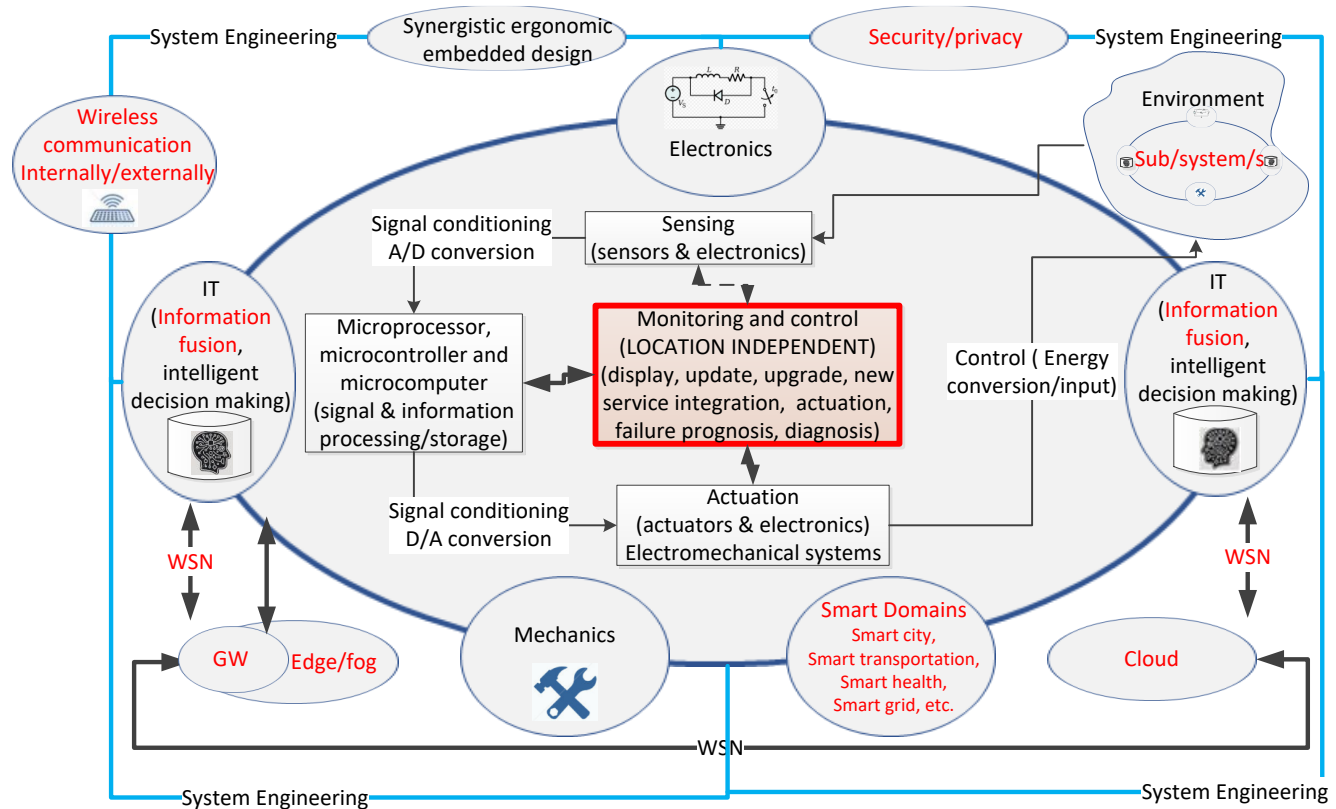 System Engineering
Synergistic ergonomic
embedded design
Security/privacy
System Engineering
Wireless
communication
Internally/externally
L
R
D
V_S
t_0
Electronics
Environment
Sub/system/s
Signal conditioning
A/D conversion
Sensing
(sensors & electronics)
IT
(Information
fusion,
intelligent
decision making)
Microprocessor,
microcontroller and
microcomputer
(signal & information
processing/storage)
Monitoring and control
(LOCATION INDEPENDENT)
(display, update, upgrade, new
service integration, actuation,
failure prognosis, diagnosis)
Control ( Energy
conversion/input)
IT
(Information
fusion,
intelligent
decision making)
Signal conditioning
D/A conversion
Actuation
(actuators & electronics)
Electromechanical systems
WSN
WSN
GW
Edge/fog
Mechanics
Smart Domains
Smart city,
Smart transportation,
Smart health,
Smart grid, etc.
Cloud
WSN
System Engineering
System Engineering